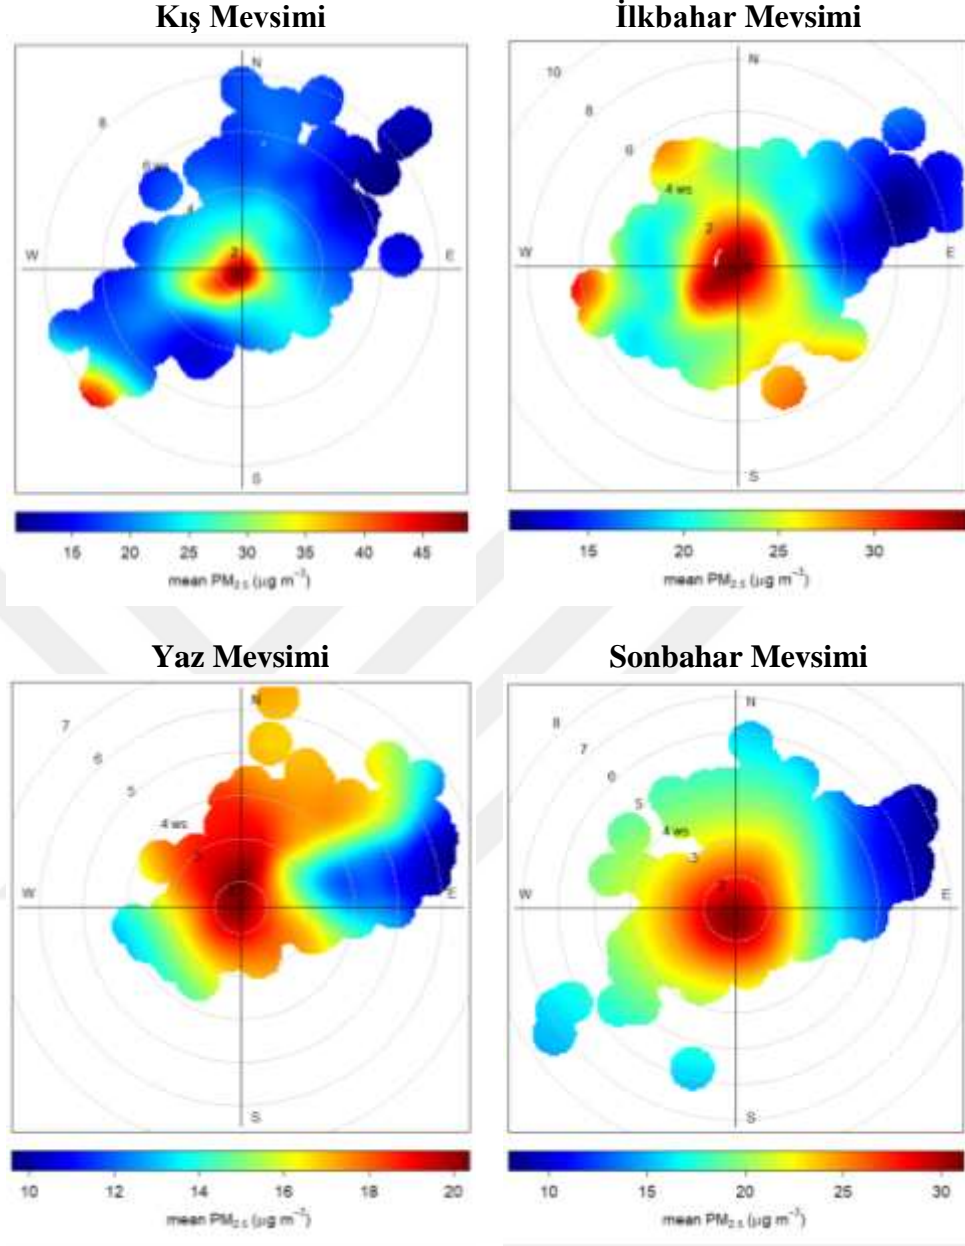 Kış Mevsimi
İlkbahar Mevsimi
N
8
6 ws
4
2
W
E
S
15 20 25 30 35 40 45
mean PM2.5 (µg m⁻³)
N
10
8
6
4 ws
2
W
E
S
15 20 25 30
mean PM2.5 (µg m⁻³)
Yaz Mevsimi
Sonbahar Mevsimi
N
7
6
5
4 ws
3
W
E
S
10 12 14 16 18 20
mean PM2.5 (µg m⁻³)
N
8
7
6
5
4 ws
3
2
W
E
S
10 15 20 25 30
mean PM2.5 (µg m⁻³)